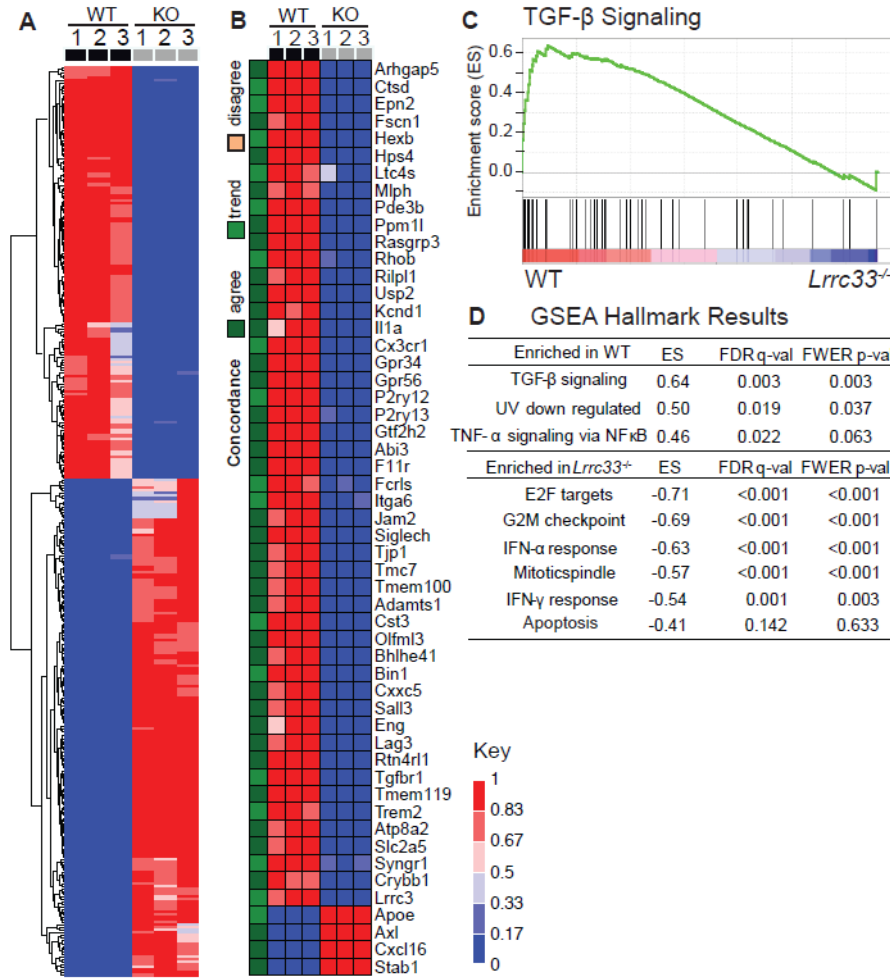 A
WT KO
1 2 3 1 2 3
B
WT KO
1 2 3 1 2 3
Concordance agree trend disagree
Arhgap5
Ctsd
Epn2
Fscn1
Hexb
Hps4
Ltc4s
Mlph
Pde3b
Ppm1l
Rasgrp3
Rhob
Rilpl1
Usp2
Kcnd1
Il1a
Cx3cr1
Gpr34
Gpr56
P2ry12
P2ry13
Gtf2h2
Abi3
F11r
Fcrls
Itga6
Jam2
Siglech
Tjp1
Tmc7
Tmem100
Adamts1
Cst3
Olfml3
Bhlhe41
Bin1
Cxxc5
Sall3
Eng
Lag3
Rtn4rl1
Tgfbr1
Tmem119
Trem2
Atp8a2
Slc2a5
Syngr1
Crybb1
Lrrc3
Apoe
Axl
Cxcl16
Stab1
C TGF-β Signaling
Enrichment score (ES)
0.6
0.4
0.2
0.0
WT Lrrc33-/-
D GSEA Hallmark Results
Enriched in WT ES FDR q-val FWER p-val
TGF-β signaling 0.64 0.003 0.003
UV down regulated 0.50 0.019 0.037
TNF- α signaling via NFκB 0.46 0.022 0.063
Enriched in Lrrc33-/- ES FDR q-val FWER p-val
E2F targets -0.71 <0.001 <0.001
G2M checkpoint -0.69 <0.001 <0.001
IFN-α response -0.63 <0.001 <0.001
Mitoticspindle -0.57 <0.001 <0.001
IFN-γ response -0.54 0.001 0.003
Apoptosis -0.41 0.142 0.633
Key
1
0.83
0.67
0.5
0.33
0.17
0